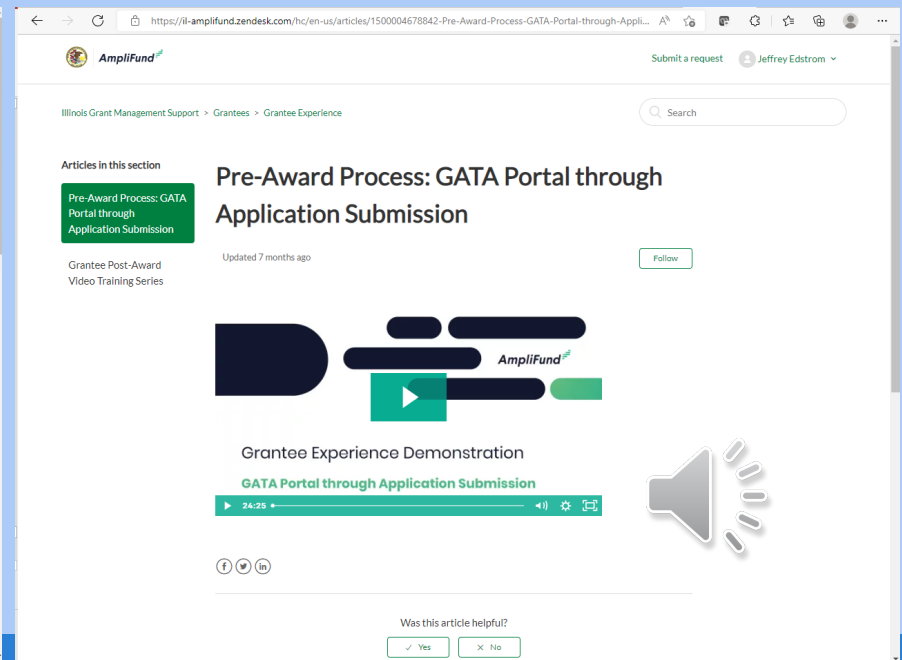 https://il-amplifund.zendesk.com/hc/en-us/articles/1500004678842-Pre-Award-Process-GATA-Portal-through-Appli...
AmpliFund
Submit a request
Jeffrey Edstrom
Illinois Grant Management Support > Grantees > Grantee Experience
Search
Articles in this section
Pre-Award Process: GATA
Portal through
Application Submission
Grantee Post-Award
Video Training Series
Pre-Award Process: GATA Portal through
Application Submission
Updated 7 months ago
Follow
AmpliFund
Grantee Experience Demonstration
GATA Portal through Application Submission
24:25
Was this article helpful?
✓ Yes
× No